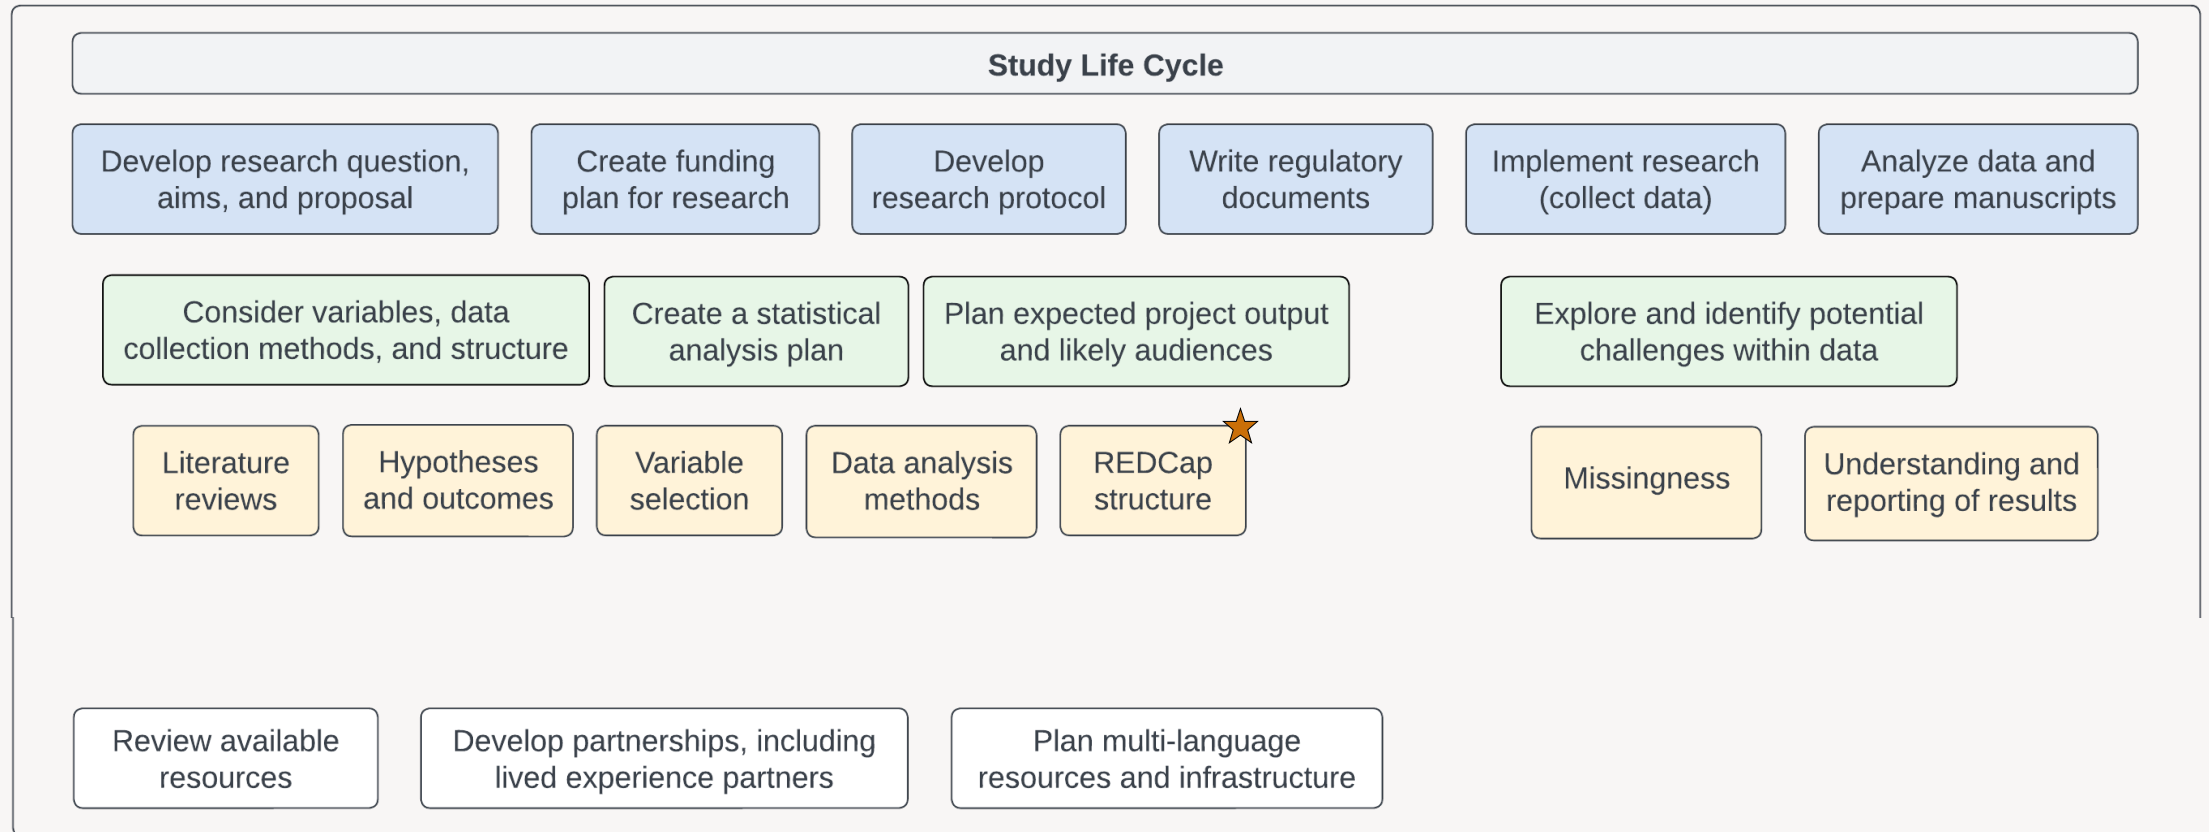 Study Life Cycle
Develop research question,
aims, and proposal
Create funding
plan for research
Develop
research protocol
Write regulatory
documents
Implement research
(collect data)
Analyze data and
prepare manuscripts
Consider variables, data
collection methods, and structure
Create a statistical
analysis plan
Plan expected project output
and likely audiences
Explore and identify potential
challenges within data
Literature
reviews
Hypotheses
and outcomes
Variable
selection
Data analysis
methods
REDCap
structure
Missingness
Understanding and
reporting of results
Review available
resources
Develop partnerships, including
lived experience partners
Plan multi-language
resources and infrastructure